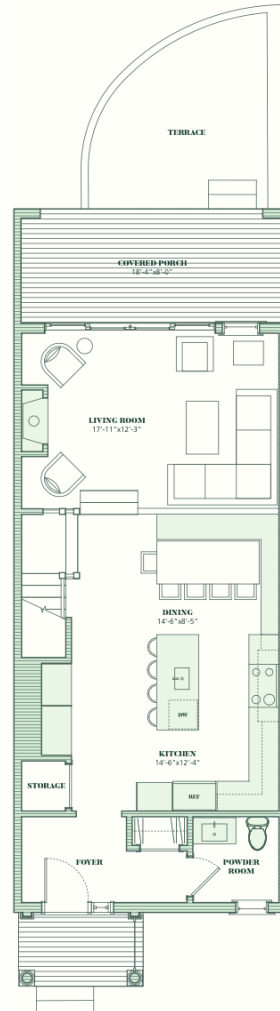 TERRACE
COVERED PORCH
18'-4"x8'-0"
LIVING ROOM
17'-11"x12'-3"
DINING
14'-6"x8'-5"
DW
KITCHEN
14'-6"x12'-4"
STORAGE
REF
FOYER
POWDER
ROOM